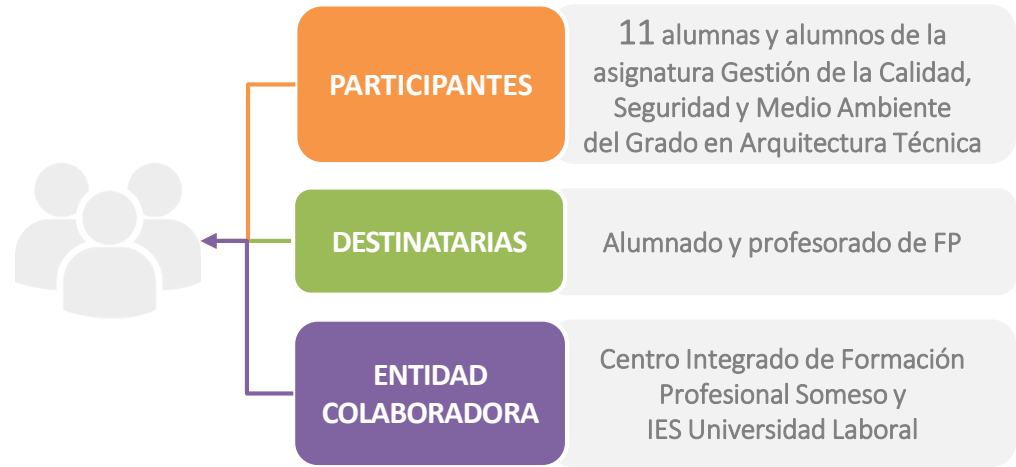 PARTICIPANTES
11 alumnas y alumnos de la
asignatura Gestión de la Calidad,
Seguridad y Medio Ambiente
del Grado en Arquitectura Técnica
DESTINATARIAS
Alumnado y profesorado de FP
ENTIDAD
COLABORADORA
Centro Integrado de Formación
Profesional Someso y
IES Universidad Laboral